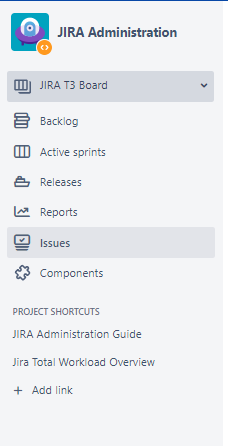 JIRA Administration
JIRA T3 Board
Backlog
Active sprints
Releases
Reports
Issues
Components
PROJECT SHORTCUTS
JIRA Administration Guide
Jira Total Workload Overview
+ Add link